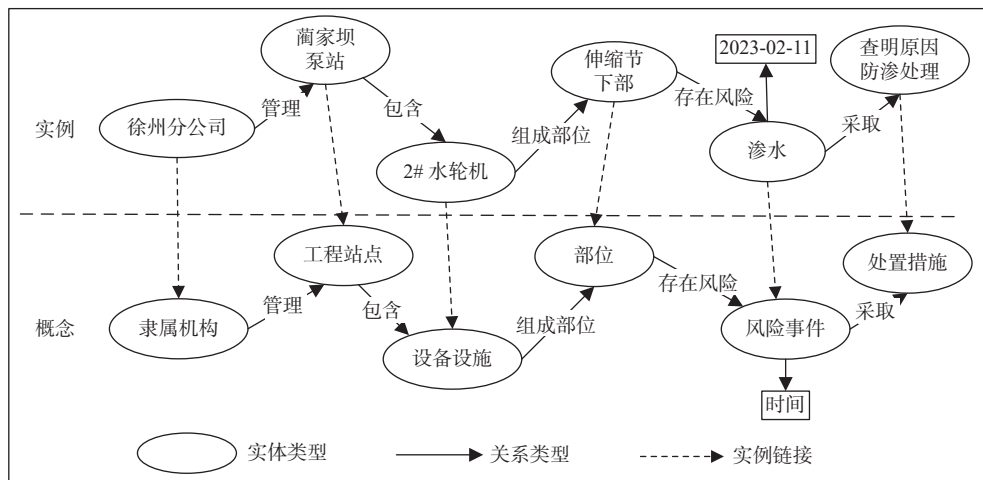 蔺家坝
泵站
2023-02-11
查明原因
防渗处理
伸缩节
下部
管理
包含
存在风险
实例
徐州分公司
组成部位
采取
2# 水轮机
渗水
工程站点
部位
处置措施
管理
包含
存在风险
概念
隶属机构
组成部位
采取
设备设施
风险事件
时间
实体类型
关系类型
实例链接